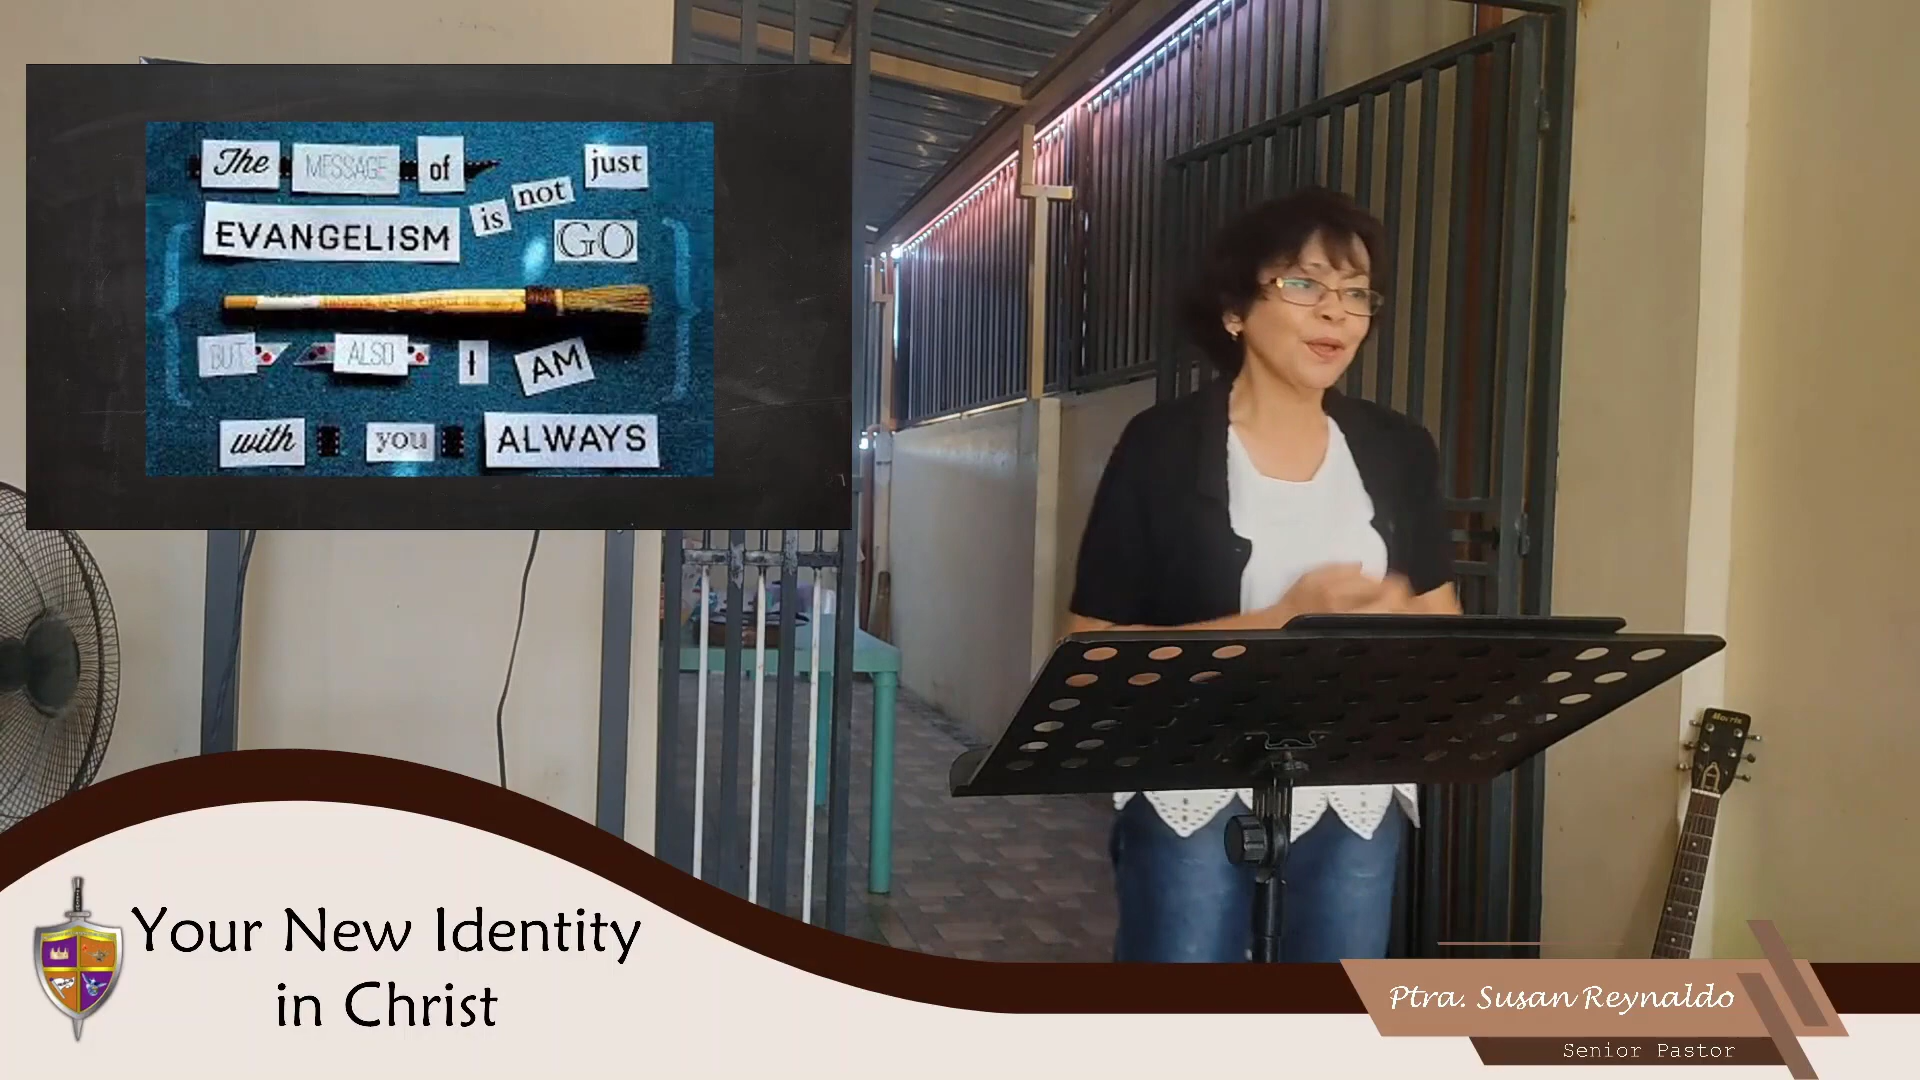 The MESSAGE of
EVANGELISM is not just GO
BUT ALSO I AM
with you ALWAYS
Your New Identity
in Christ
Morris
Ptra. Susan Reynaldo
Senior Pastor